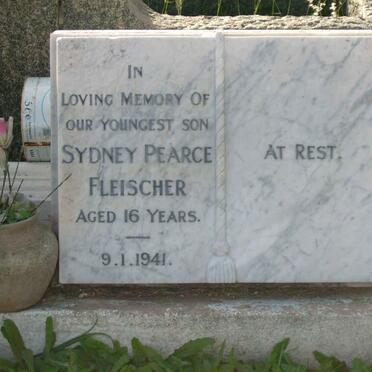 IN
LOVING MEMORY OF
OUR YOUNGEST SON
SYDNEY PEARCE
FLEISCHER
AGED 16 YEARS.
9.1.1941.
AT REST.